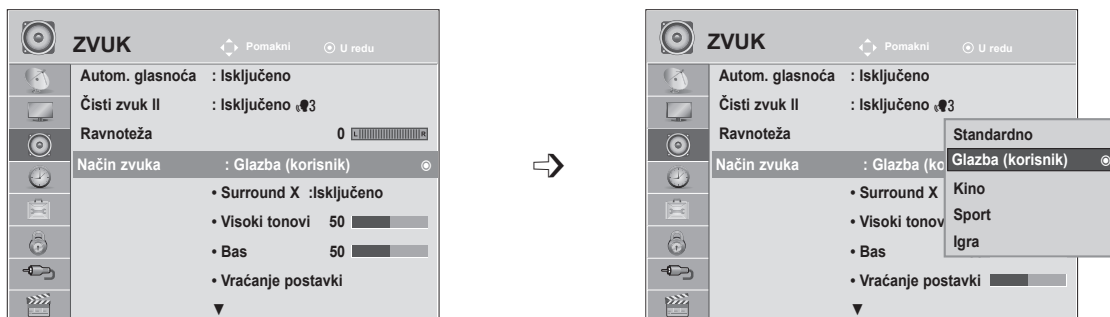 ZVUK
Pomakni
U redu
Autom. glasnoća : Isključeno
Čisti zvuk II : Isključeno 3
Ravnoteža 0 L R
Način zvuka : Glazba (korisnik)
• Surround X :Isključeno
• Visoki tonovi 50
• Bas 50
• Vraćanje postavki
▼
ZVUK
Pomakni
U redu
Autom. glasnoća : Isključeno
Čisti zvuk II : Isključeno 3
Ravnoteža
Način zvuka : Glazba (ko
• Surround X
• Visoki tonov
• Bas
• Vraćanje postavki
▼
Standardno
Glazba (korisnik)
Kino
Sport
Igra